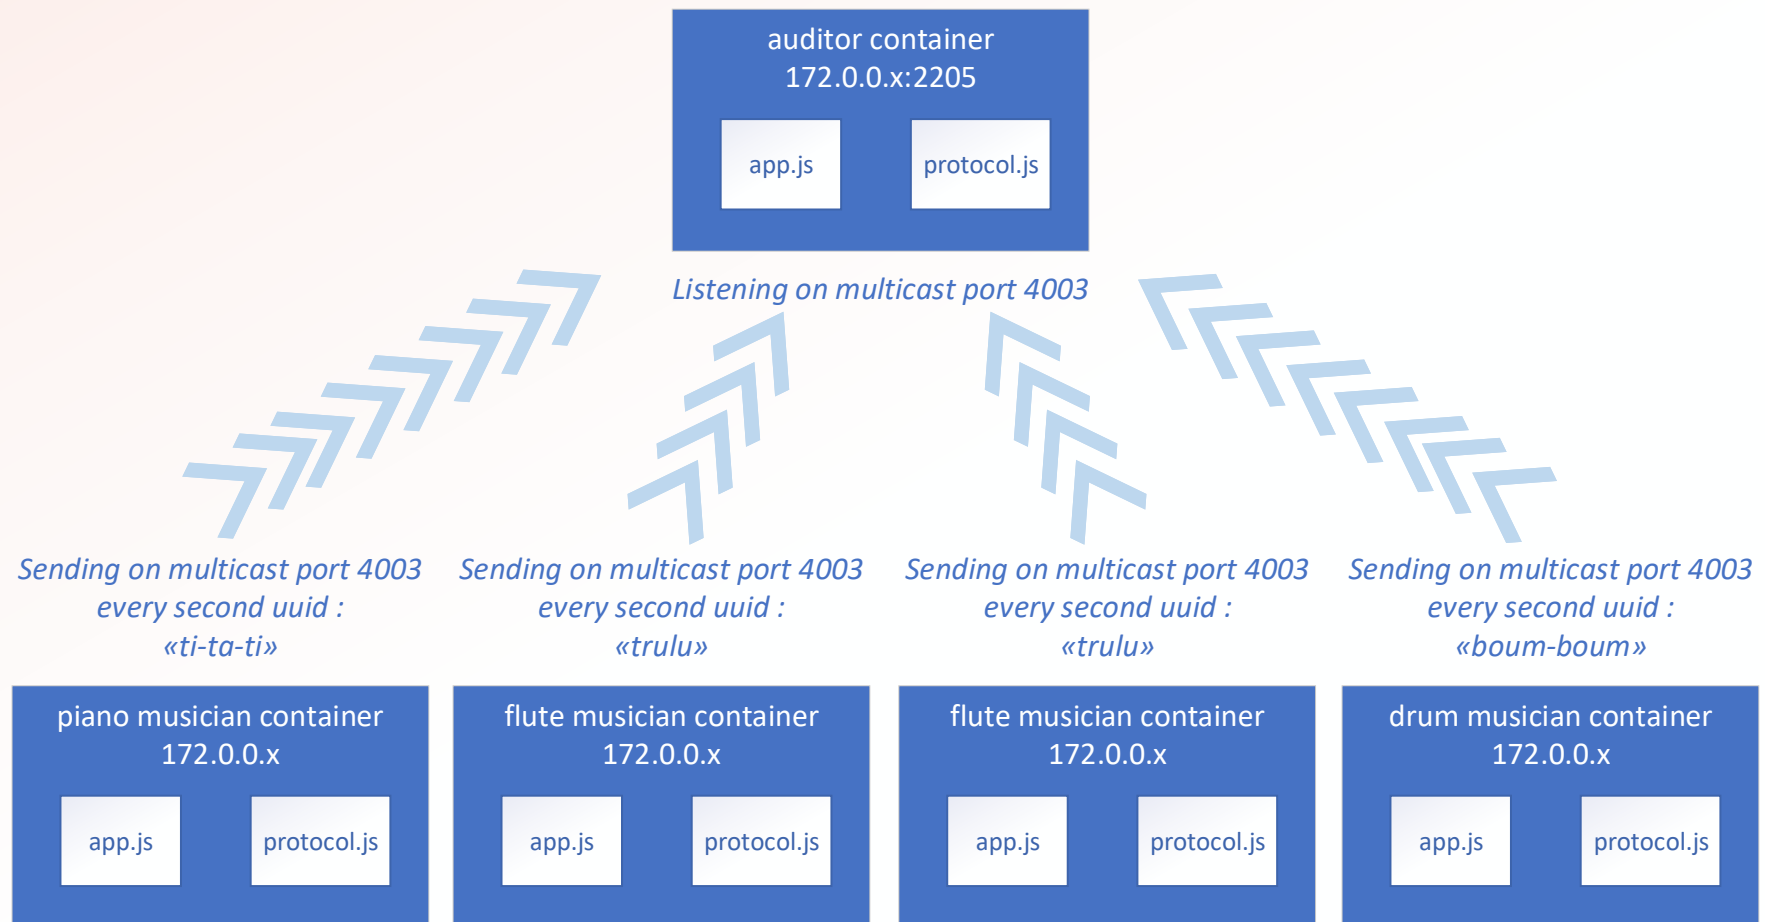 auditor container
172.0.0.x:2205
app.js
protocol.js
Listening on multicast port 4003
Sending on multicast port 4003
every second uuid :
«ti-ta-ti»
Sending on multicast port 4003
every second uuid :
«trulu»
Sending on multicast port 4003
every second uuid :
«trulu»
Sending on multicast port 4003
every second uuid :
«boum-boum»
piano musician container
172.0.0.x
app.js
protocol.js
flute musician container
172.0.0.x
app.js
protocol.js
flute musician container
172.0.0.x
app.js
protocol.js
drum musician container
172.0.0.x
app.js
protocol.js